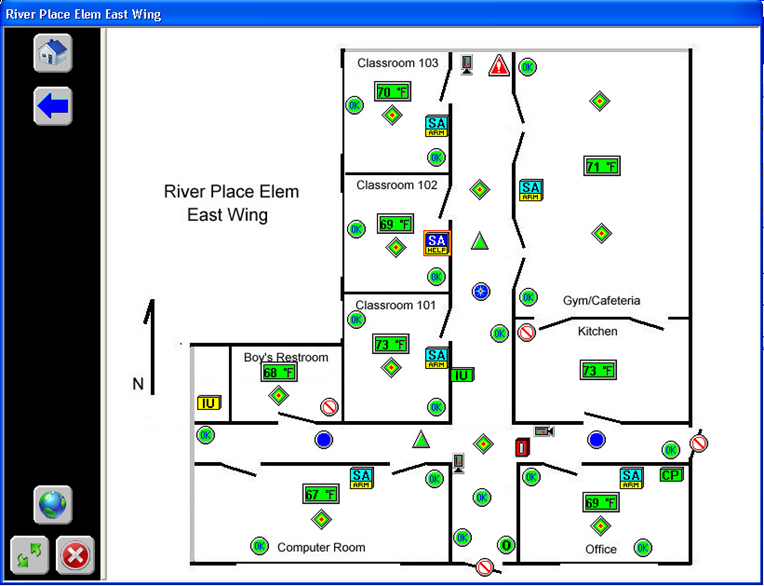 River Place Elem East Wing
Classroom 103
OK
70 °F
OK
SA
ARM
71 °F
OK
River Place Elem
East Wing
Classroom 102
SA
ARM
69 °F
OK
SA
HELP
OK
Classroom 101
OK
OK
Gym/Cafeteria
OK
Kitchen
73 °F
SA
ARM
Boy's Restroom
68 °F
IU
73 °F
N
IU
OK
OK
OK
SA
ARM
OK
OK
SA
ARM
CP
67 °F
OK
69 °F
OK
O
OK
Computer Room
Office
OK